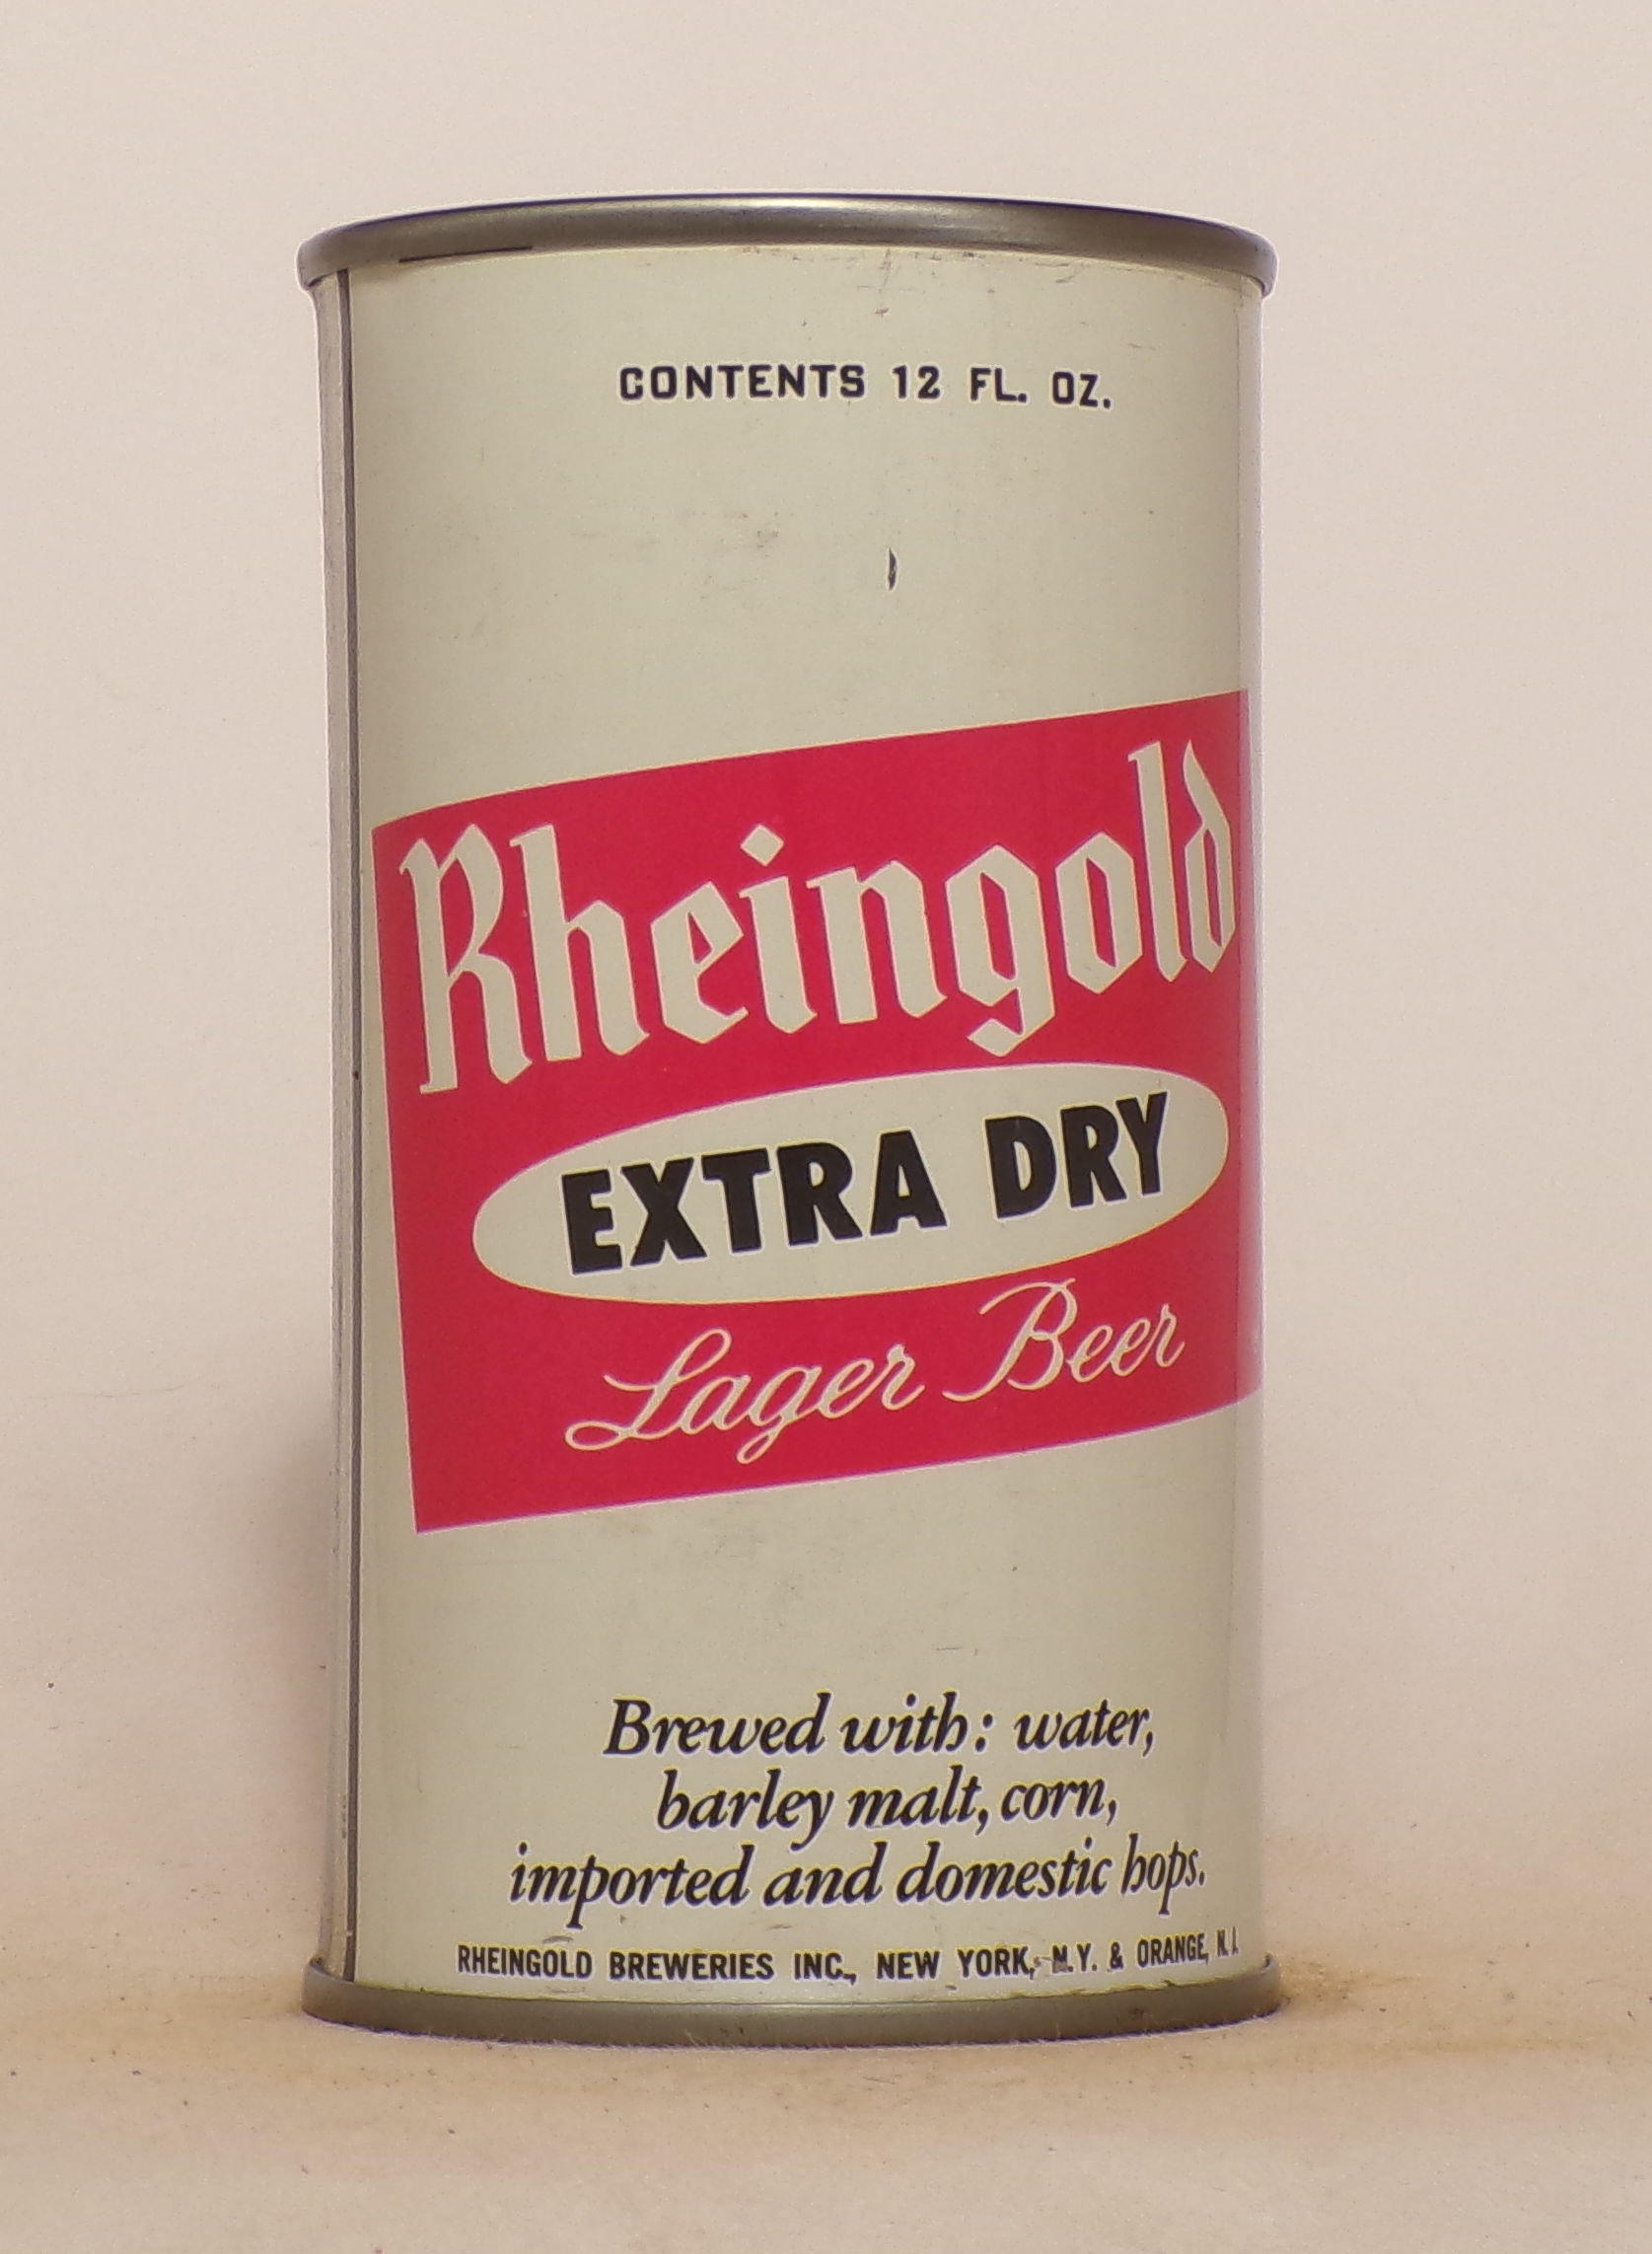 CONTENTS 12 FL. OZ.
Rheingold
EXTRA DRY
Lager Beer
Brewed with: water,
barley malt, corn,
imported and domestic hops.
RHEINGOLD BREWERIES INC., NEW YORK, N.Y. & ORANGE, N.J.